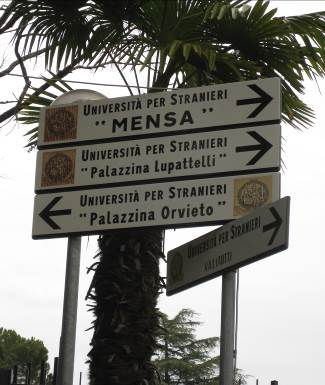 UNIVERSITÀ PER STRANIERI
"MENSA"
UNIVERSITÀ PER STRANIERI
"Palazzina Lupattelli"
UNIVERSITÀ PER STRANIERI
"Palazzina Orvieto"
UNIVERSITÀ PER STRANIERI